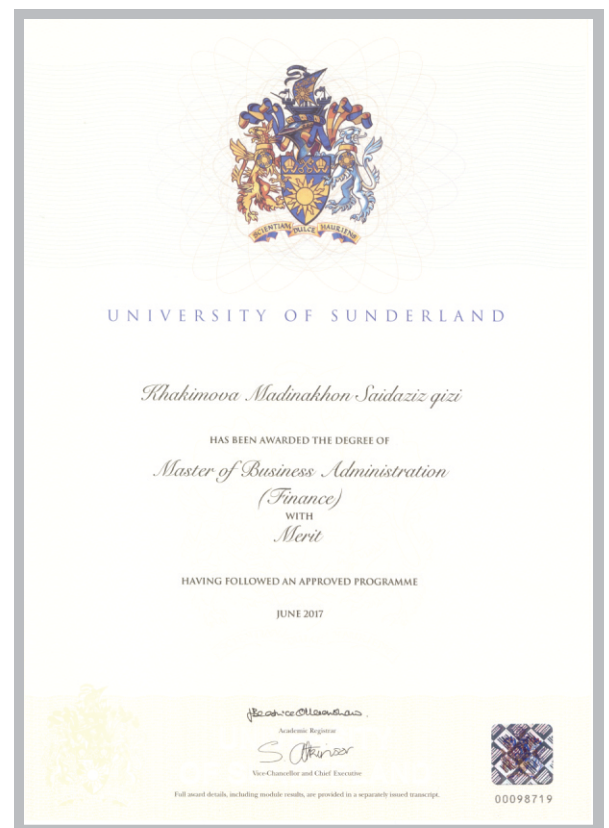 SCIENTIAM DULCE HAURIENS
UNIVERSITY OF SUNDERLAND
Khakimova Madinakhon Saidaziz qizi
HAS BEEN AWARDED THE DEGREE OF
Master of Business Administration
(Finance)
WITH
Merit
HAVING FOLLOWED AN APPROVED PROGRAMME
JUNE 2017
Academic Registrar
Vice-Chancellor and Chief Executive
Full award details, including module results, are provided in a separately issued transcript.
00098719